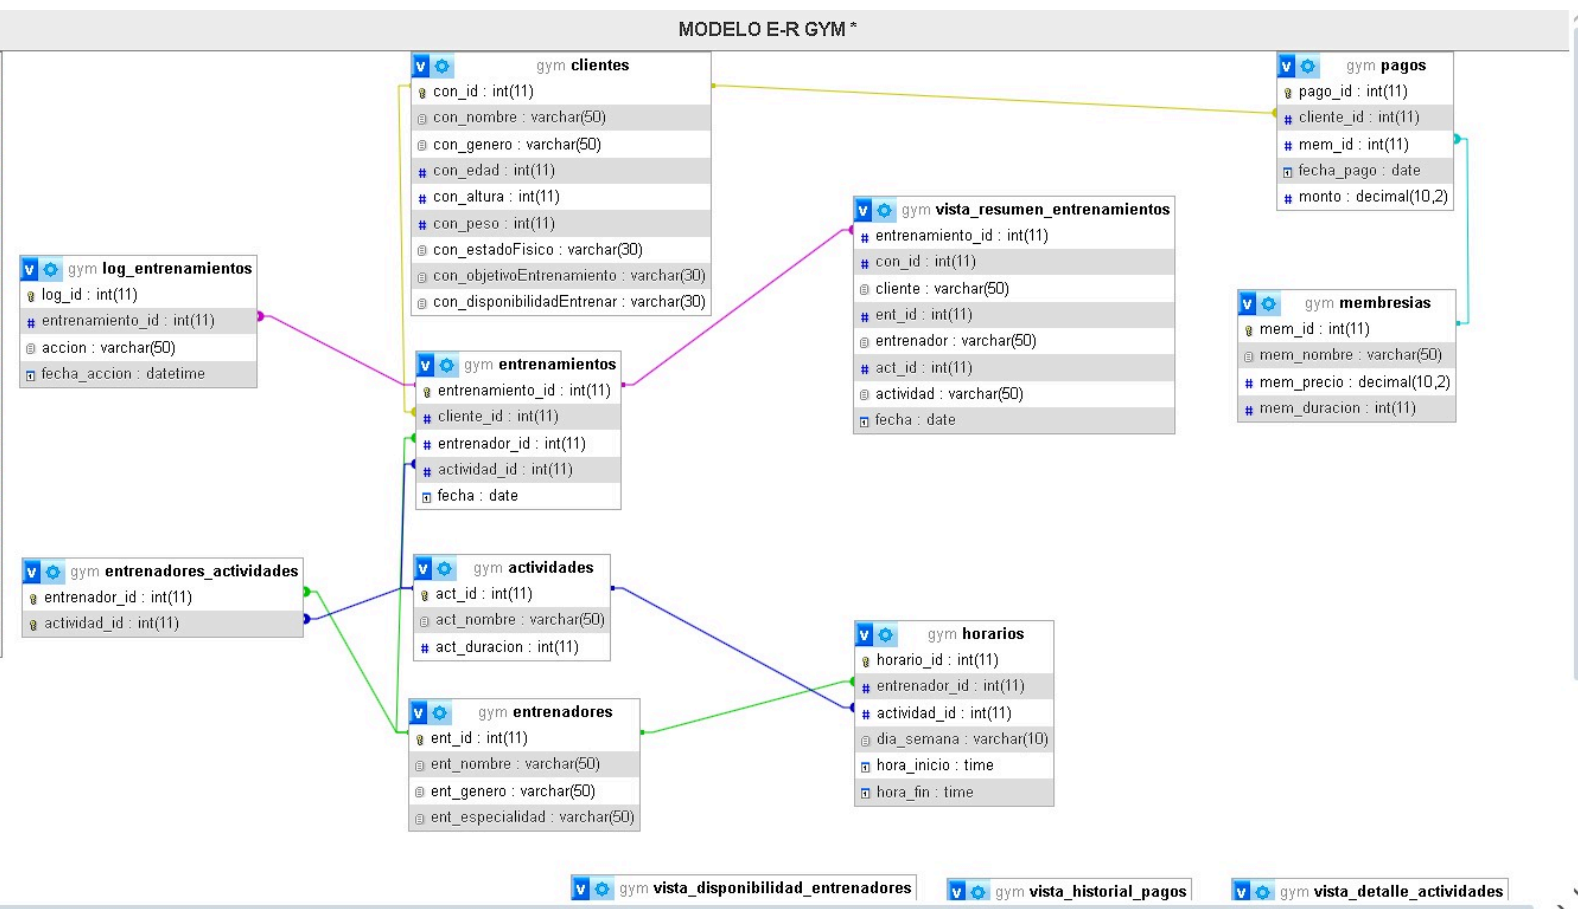 MODELO E-R GYM *
gym clientes
con_id : int(11)
con_nombre : varchar(50)
con_genero : varchar(50)
con_edad : int(11)
con_altura : int(11)
con_peso : int(11)
con_estadoFisico : varchar(30)
con_objetivoEntrenamiento : varchar(30)
con_disponibilidadEntrenar : varchar(30)
gym pagos
pago_id : int(11)
cliente_id : int(11)
mem_id : int(11)
fecha_pago : date
monto : decimal(10,2)
gym vista_resumen_entrenamientos
entrenamiento_id : int(11)
con_id : int(11)
cliente : varchar(50)
ent_id : int(11)
entrenador : varchar(50)
act_id : int(11)
actividad : varchar(50)
fecha : date
gym log_entrenamientos
log_id : int(11)
entrenamiento_id : int(11)
accion : varchar(50)
fecha_accion : datetime
gym membresias
mem_id : int(11)
mem_nombre : varchar(50)
mem_precio : decimal(10,2)
mem_duracion : int(11)
gym entrenamientos
entrenamiento_id : int(11)
cliente_id : int(11)
entrenador_id : int(11)
actividad_id : int(11)
fecha : date
gym entrenadores_actividades
entrenador_id : int(11)
actividad_id : int(11)
gym actividades
act_id : int(11)
act_nombre : varchar(50)
act_duracion : int(11)
gym horarios
horario_id : int(11)
entrenador_id : int(11)
actividad_id : int(11)
dia_semana : varchar(10)
hora_inicio : time
hora_fin : time
gym entrenadores
ent_id : int(11)
ent_nombre : varchar(50)
ent_genero : varchar(50)
ent_especialidad : varchar(50)
gym vista_disponibilidad_entrenadores
gym vista_historial_pagos
gym vista_detalle_actividades